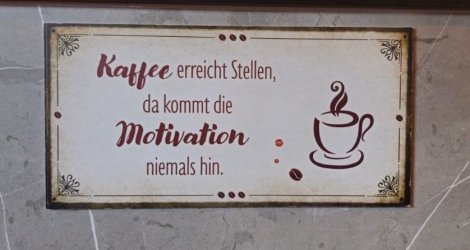 Kaffee erreicht Stellen,
da kommt die
Motivation
niemals hin.